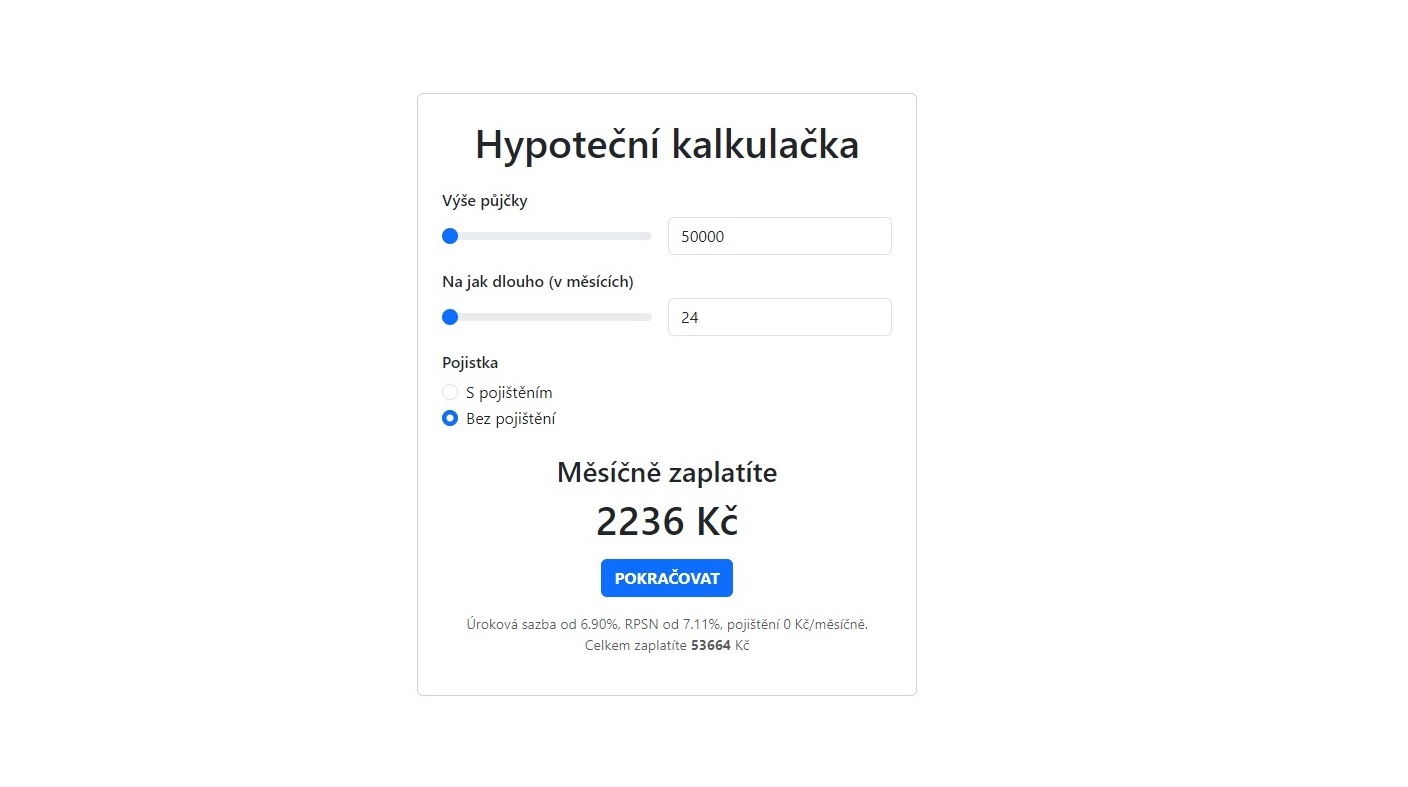 Hypoteční kalkulačka
Výše půjčky
50000
Na jak dlouho (v měsících)
24
Pojistka
S pojištěním
Bez pojištění
Měsíčně zaplatíte
2236 Kč
POKRAČOVAT
Úroková sazba od 6.90%, RPSN od 7.11%, pojištění 0 Kč/měsíčně.
Celkem zaplatíte 53664 Kč